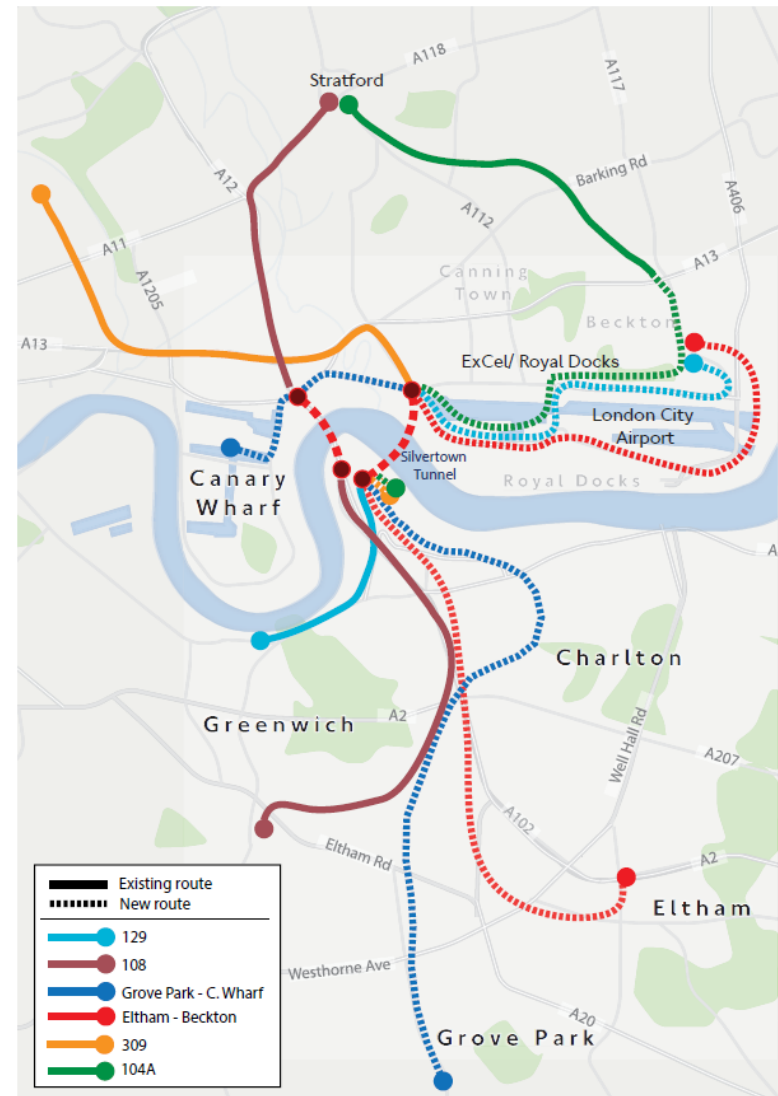 A118
A117
Stratford
A12
Barking Rd
A406
A112
A11
A13
Canning
Town
A1205
Beckton
A13
ExCel/ Royal Docks
London City
Airport
Silvertown
Tunnel
Royal Docks
Canary
Wharf
A
Charlton
Greenwich
A2
Well Hall Rd
A207
A102
Eltham Rd
A2
Eltham
Existing route
New route
129
108
Grove Park - C. Wharf
Eltham - Beckton
309
104A
Westhorne Ave
A20
Grove Park